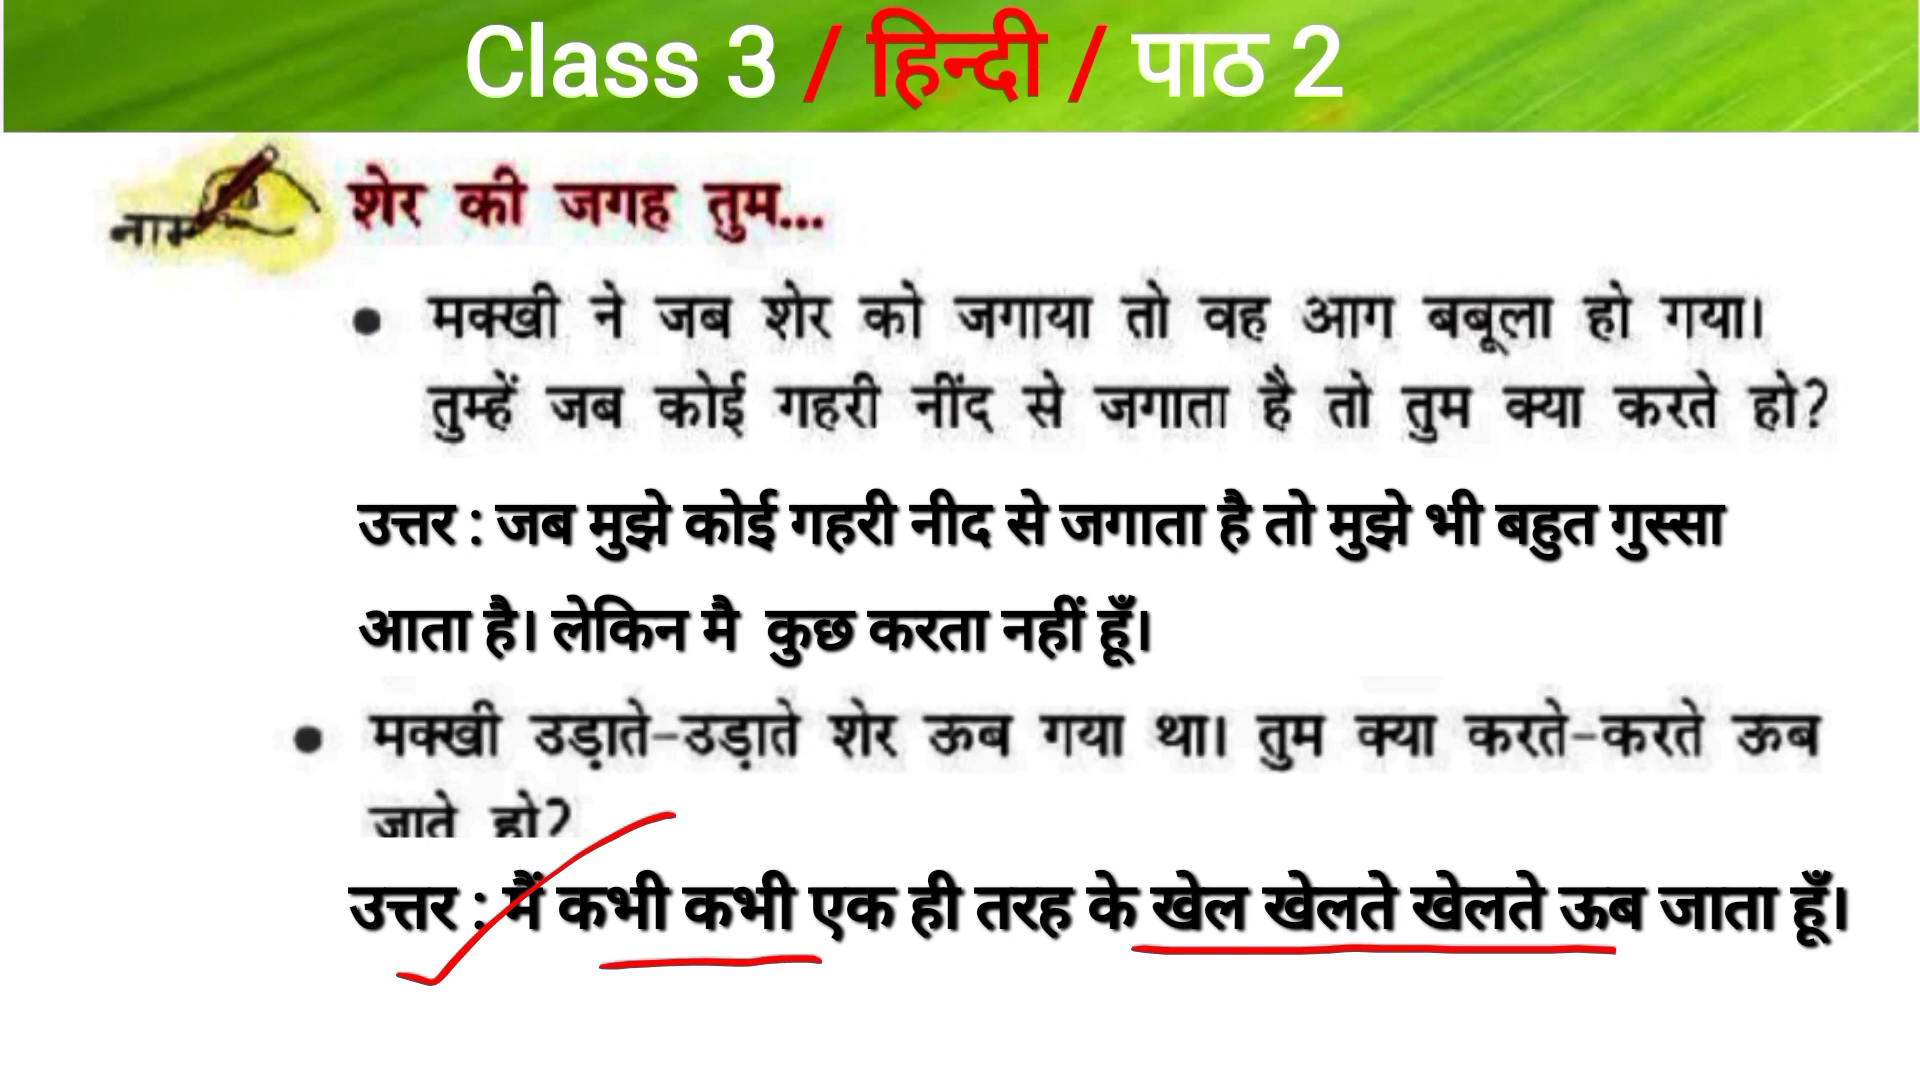 Class 3 / हिन्दी / पाठ 2
नाम
शेर की जगह तुम...
• मक्खी ने जब शेर को जगाया तो वह आग बबूला हो गया।
तुम्हें जब कोई गहरी नींद से जगाता है तो तुम क्या करते हो?
उत्तर : जब मुझे कोई गहरी नीद से जगाता है तो मुझे भी बहुत गुस्सा
आता है। लेकिन मै कुछ करता नहीं हूँ।
• मक्खी उड़ाते-उड़ाते शेर ऊब गया था। तुम क्या करते-करते ऊब
जाते हो?
उत्तर : मैं कभी कभी एक ही तरह के खेल खेलते खेलते ऊब जाता हूँ।